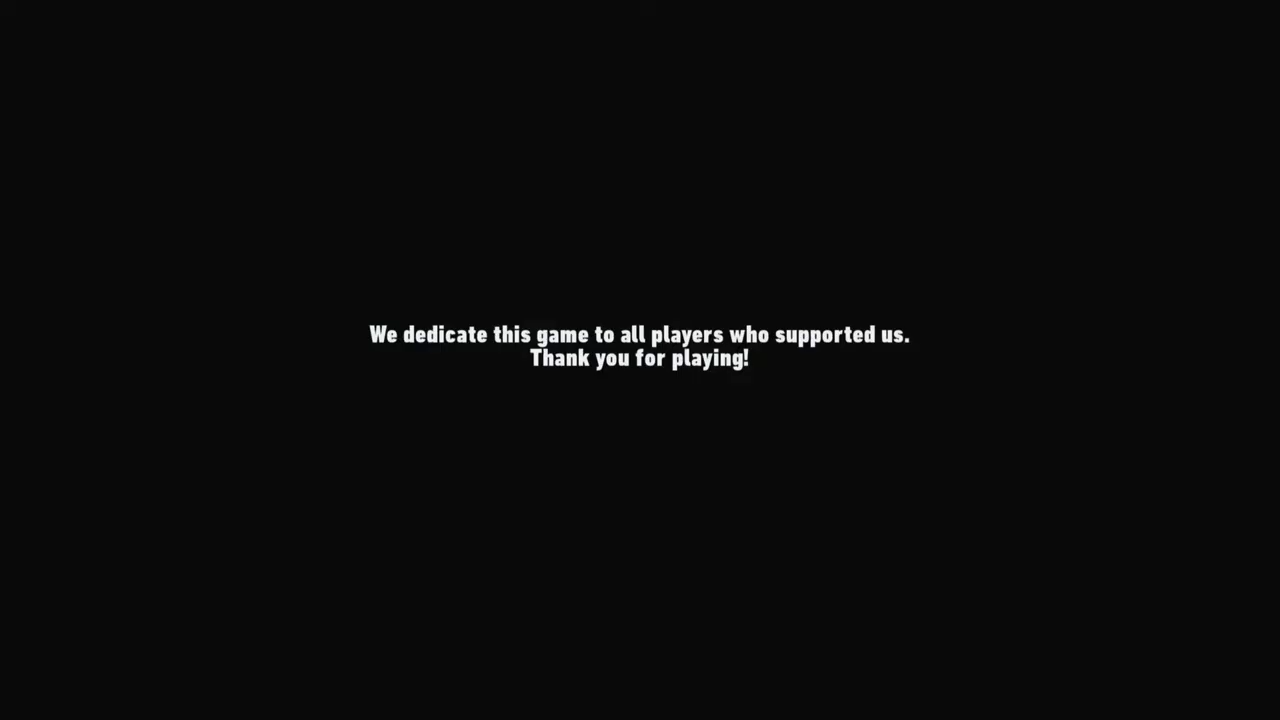 We dedicate this game to all players who supported us.
Thank you for playing!